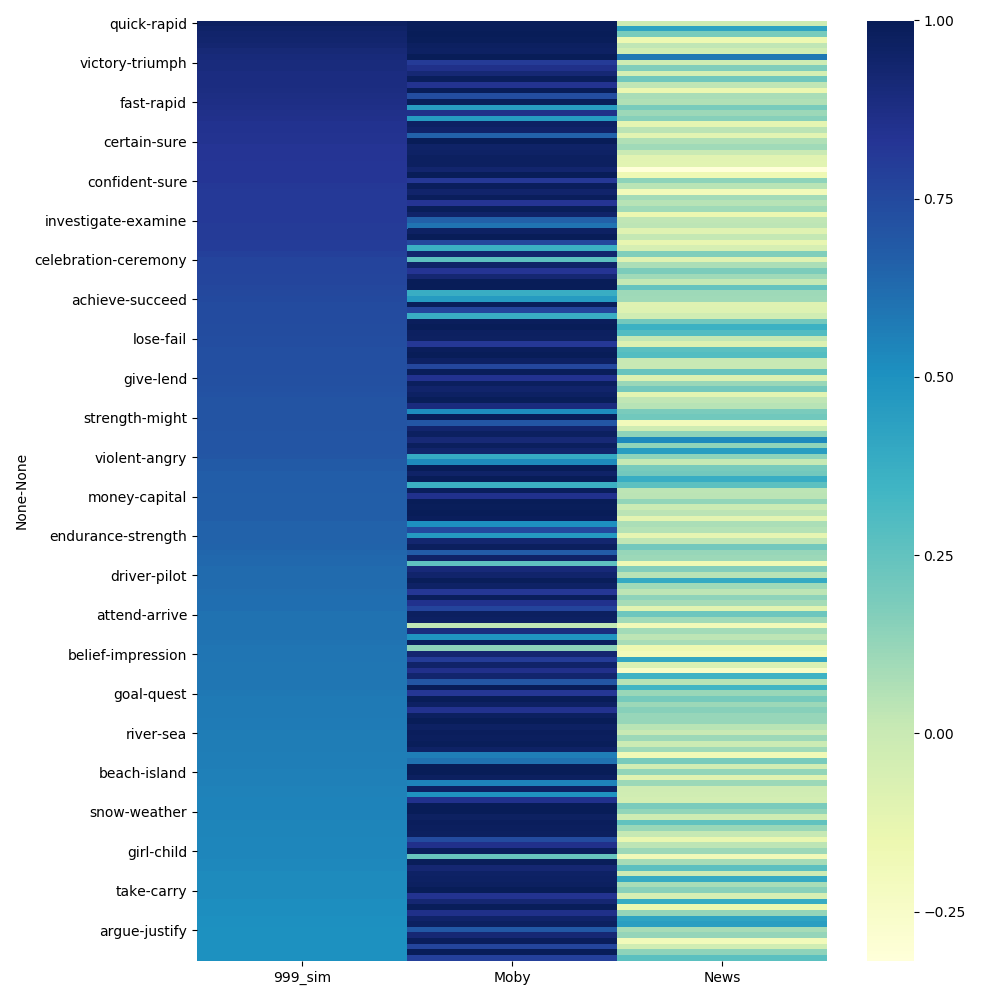 quick-rapid
victory-triumph
fast-rapid
certain-sure
confident-sure
investigate-examine
celebration-ceremony
achieve-succeed
lose-fail
give-lend
strength-might
violent-angry
money-capital
endurance-strength
driver-pilot
attend-arrive
belief-impression
goal-quest
river-sea
beach-island
snow-weather
girl-child
take-carry
argue-justify
None-None
999_sim Moby News
1.00
0.75
0.50
0.25
0.00
−0.25